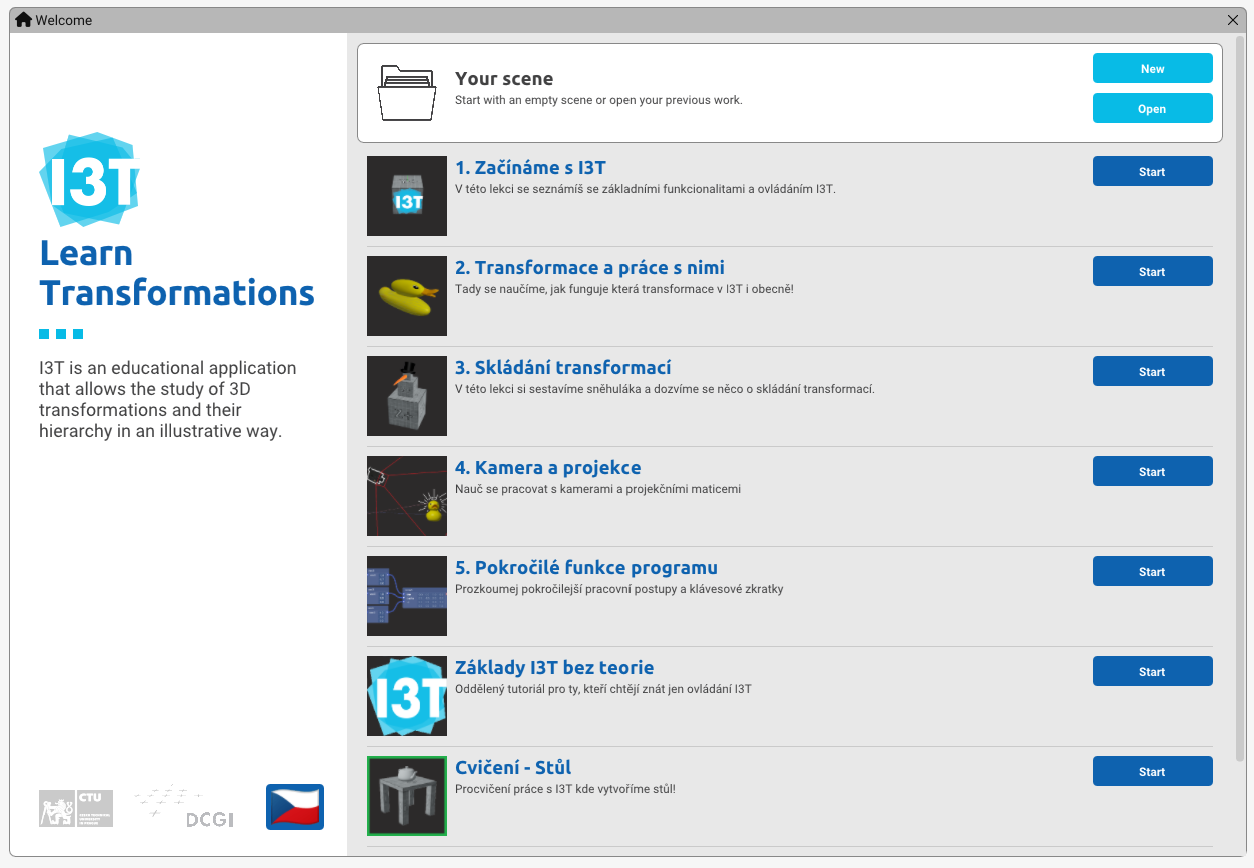 Welcome
I3T
Learn
Transformations
I3T is an educational application
that allows the study of 3D
transformations and their
hierarchy in an illustrative way.
CTU
DCGI
Your scene
Start with an empty scene or open your previous work.
New
Open
I3T
1. Začínáme s I3T
V této lekci se seznámíš se základními funkcionalitami a ovládáním I3T.
Start
2. Transformace a práce s nimi
Tady se naučíme, jak funguje která transformace v I3T i obecně!
Start
3. Skládání transformací
V této lekci si sestavíme sněhuláka a dozvíme se něco o skládání transformací.
Start
4. Kamera a projekce
Nauč se pracovat s kamerami a projekčními maticemi
Start
5. Pokročilé funkce programu
Prozkoumej pokročilejší pracovní postupy a klávesové zkratky
Start
I3T
Základy I3T bez teorie
Oddělený tutoriál pro ty, kteří chtějí znát jen ovládání I3T
Start
Cvičení - Stůl
Procvičení práce s I3T kde vytvoříme stůl!
Start